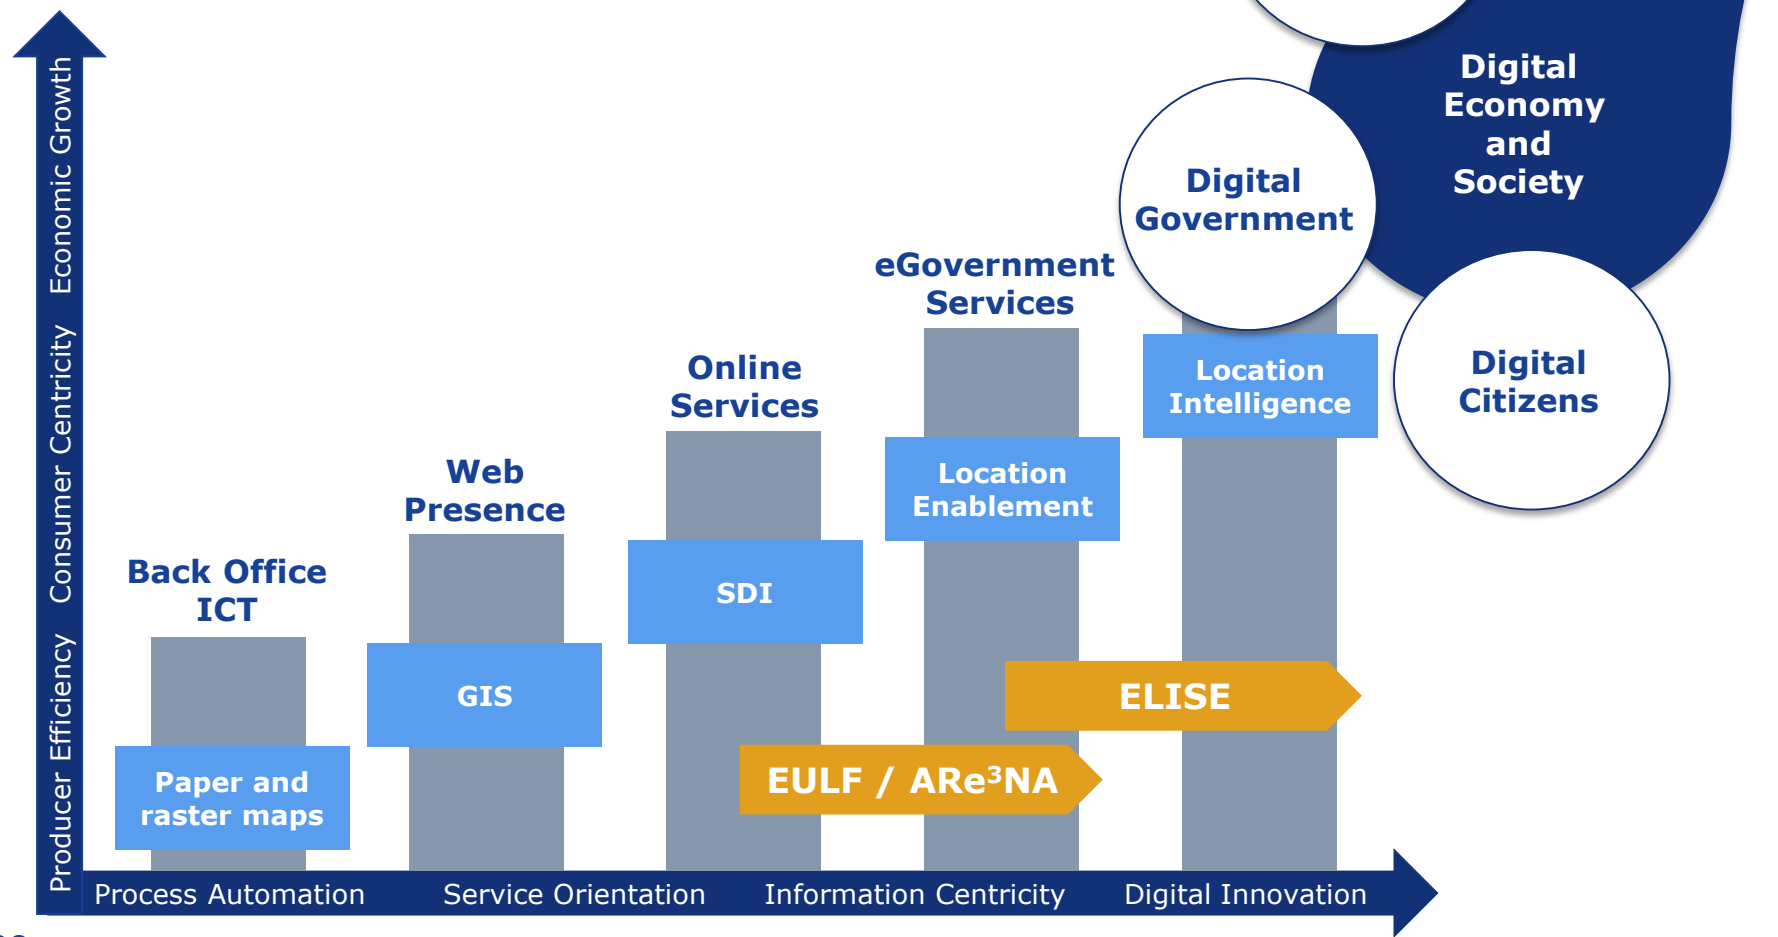 Digital
Economy
and
Society
Digital
Government
Digital
Citizens
eGovernment
Services
Online
Services
Web
Presence
Back Office
ICT
Location
Intelligence
Location
Enablement
SDI
GIS
Paper and
raster maps
ELISE
EULF / ARe³NA
Producer Efficiency Consumer Centricity Economic Growth
Process Automation Service Orientation Information Centricity Digital Innovation